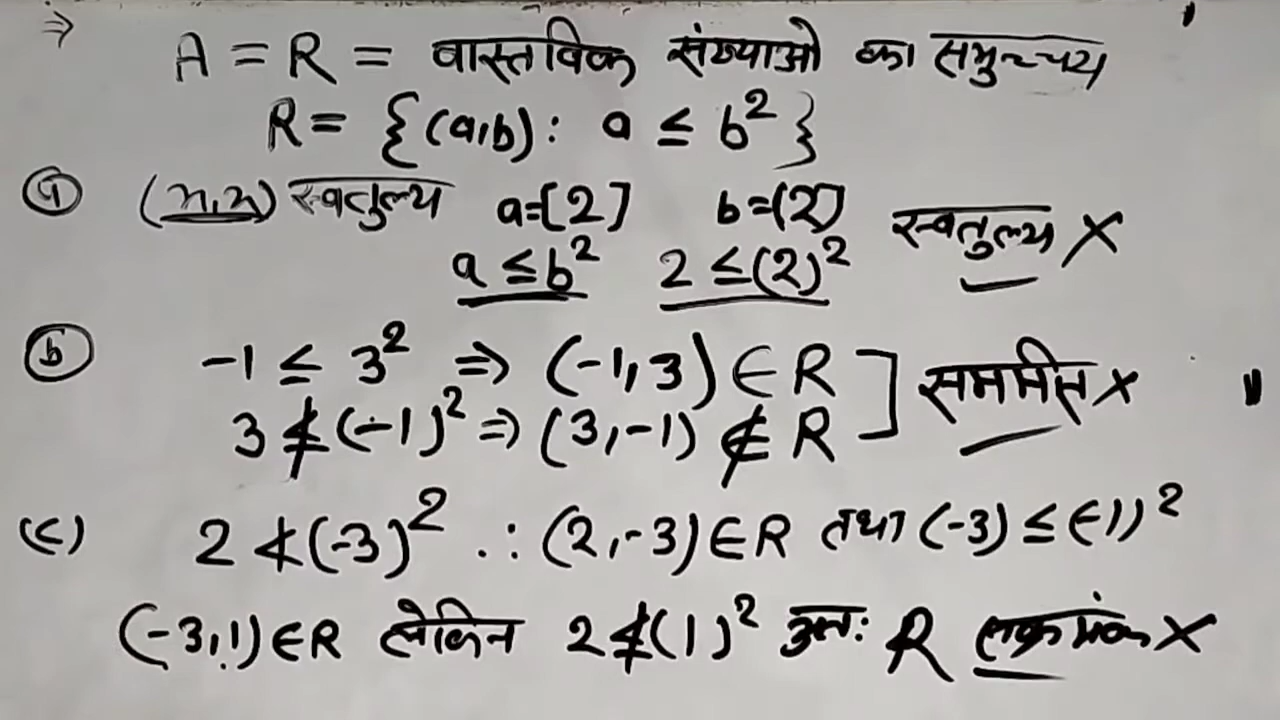 ⇒ A = R = वास्तविक संख्याओ का समुच्चय
R = {(a,b): a ≤ b²}
(a) (x,x) स्वतुल्य a=[2] b=(2] स्वतुल्य ×
a ≤ b² 2 ≤ (2)²
(b) -1 ≤ 3² ⇒ (-1,3) ∈ R ] सममित ×
3 ≰ (-1)² ⇒ (3,-1) ∉ R
(c) 2 ≮ (-3)² ∴ (2,-3) ∈ R तथा (-3) ≤ (-1))²
(-3,1) ∈ R लेकिन 2 ≰ (1)² अतः R ×